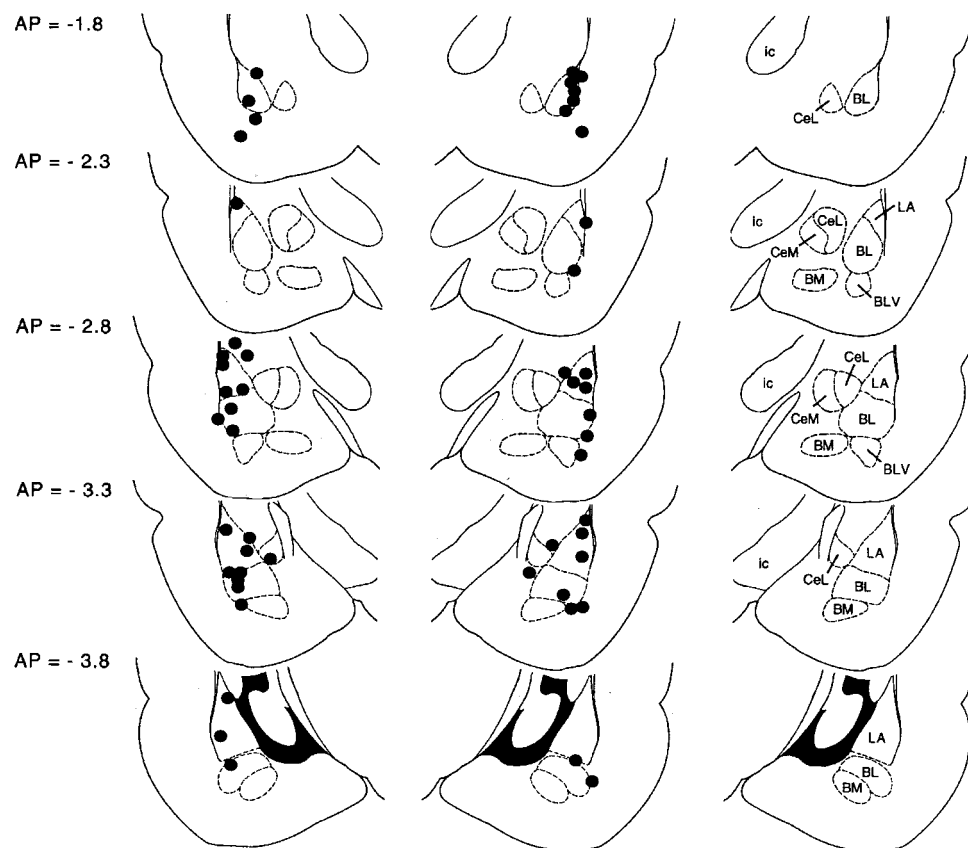 AP = -1.8
ic
CeL
BL
AP = - 2.3
ic
CeL
LA
CeM
BL
BM
BLV
AP = - 2.8
CeL
ic
LA
CeM
BL
BM
BLV
AP = - 3.3
ic
LA
CeL
BL
BM
AP = - 3.8
LA
BL
BM